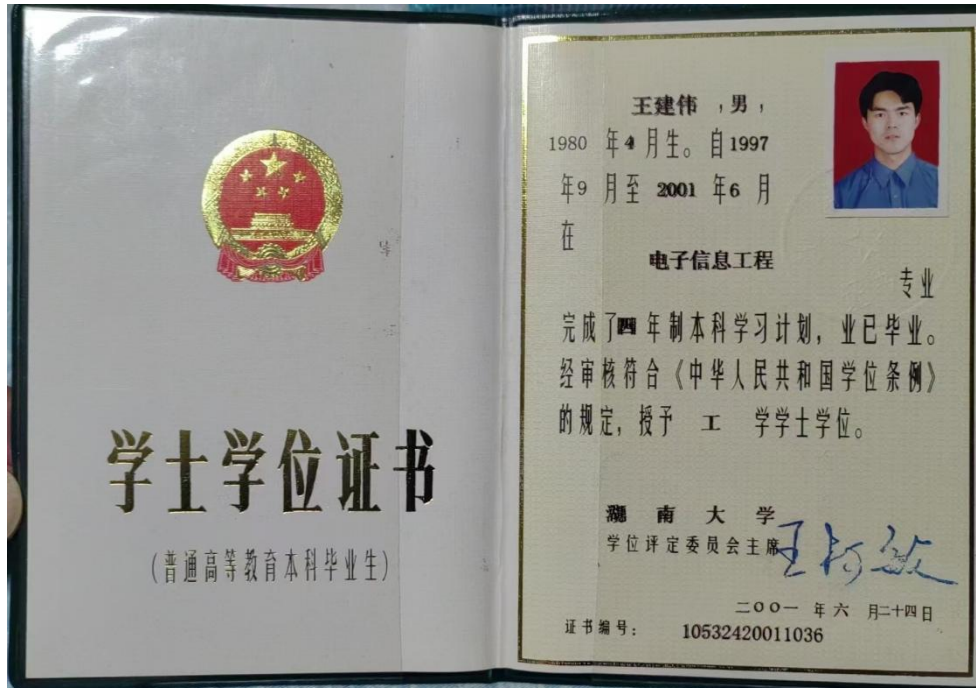 学士学位证书
(普通高等教育本科毕业生)
王建伟 ,男,
1980 年4 月生。自1997
年9 月至 2001 年6 月
在
电子信息工程
专业
完成了四年制本科学习计划,业已毕业。
经审核符合《中华人民共和国学位条例》
的规定,授予 工 学学士学位。
湖南大学
学位评定委员会主席 王柯敏
二〇〇一 年六 月二十四日
证书编号: 10532420011036